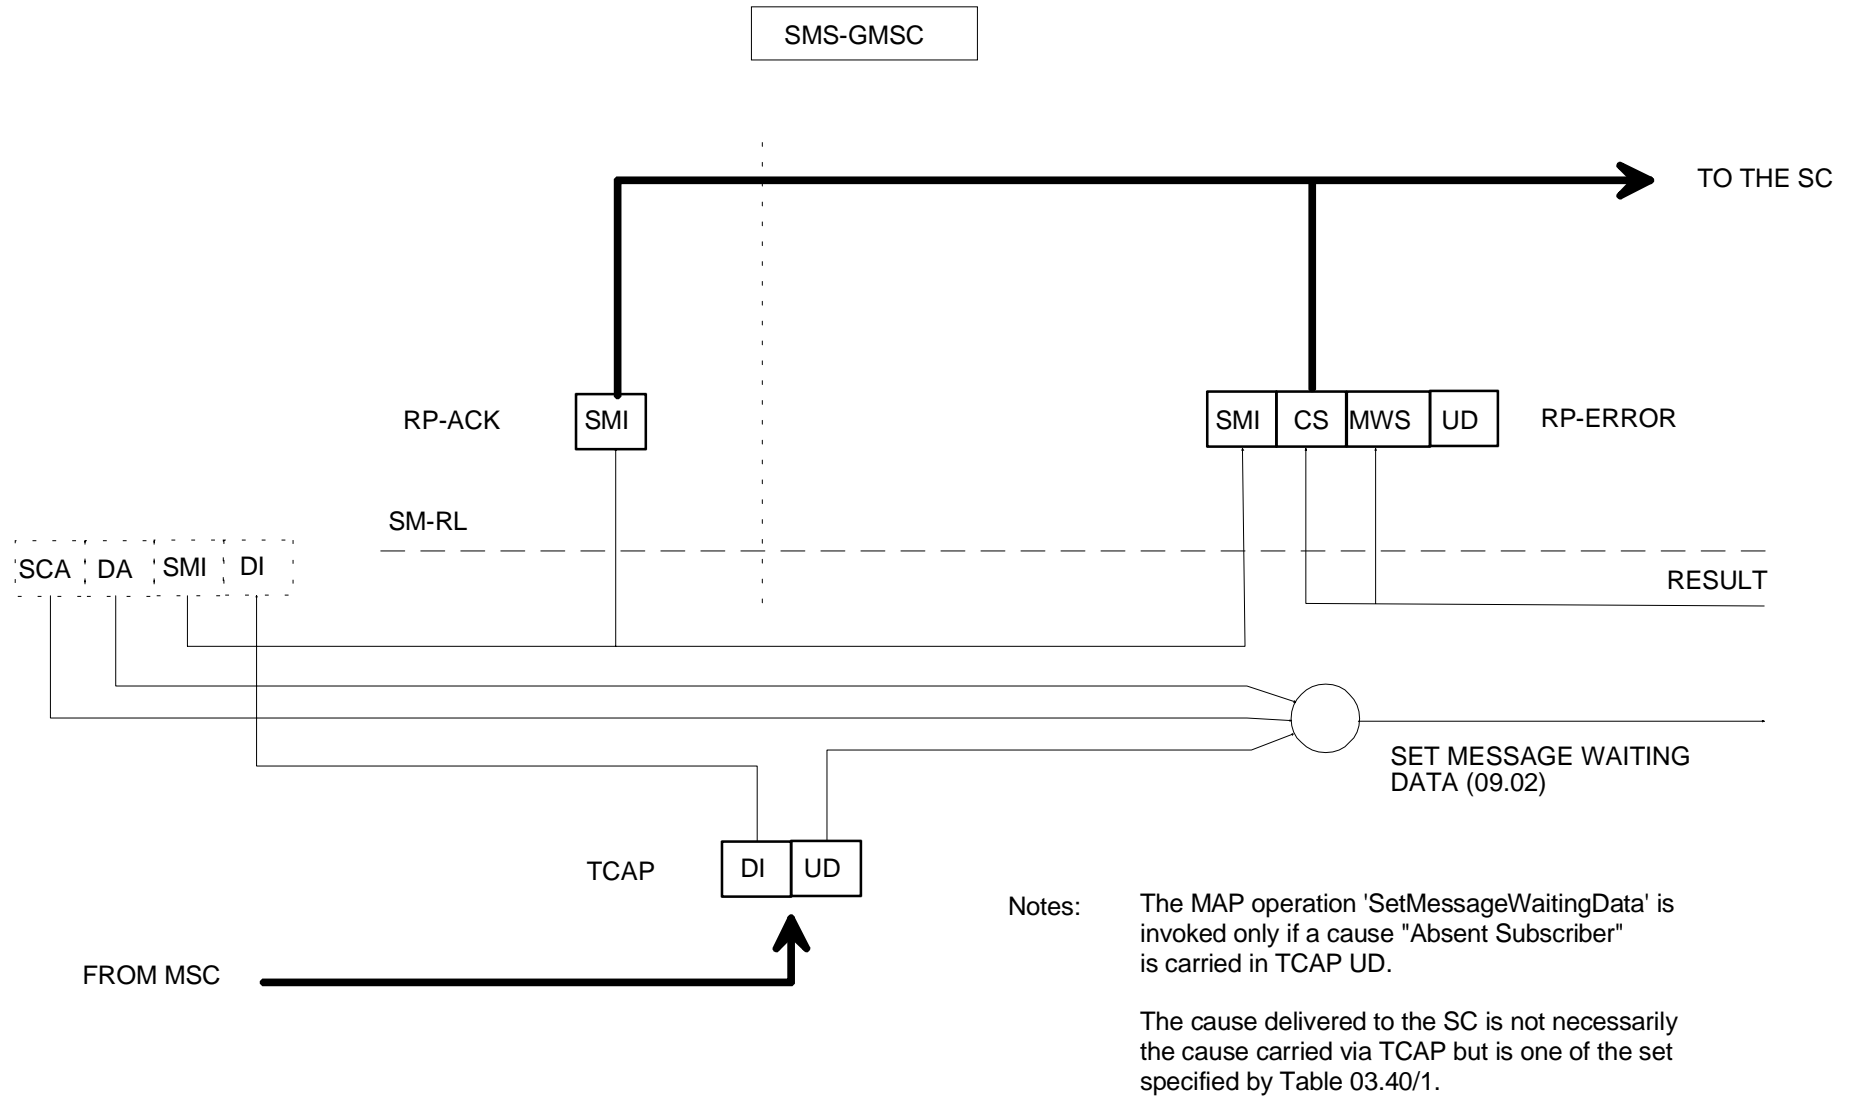 SMS-GMSC
TO THE SC
RP-ACK
SMI
SMI CS MWS UD
RP-ERROR
SM-RL
SCA DA SMI DI
RESULT
SET MESSAGE WAITING
DATA (09.02)
TCAP
DI UD
FROM MSC
Notes:
The MAP operation 'SetMessageWaitingData' is
invoked only if a cause "Absent Subscriber"
is carried in TCAP UD.
The cause delivered to the SC is not necessarily
the cause carried via TCAP but is one of the set
specified by Table 03.40/1.